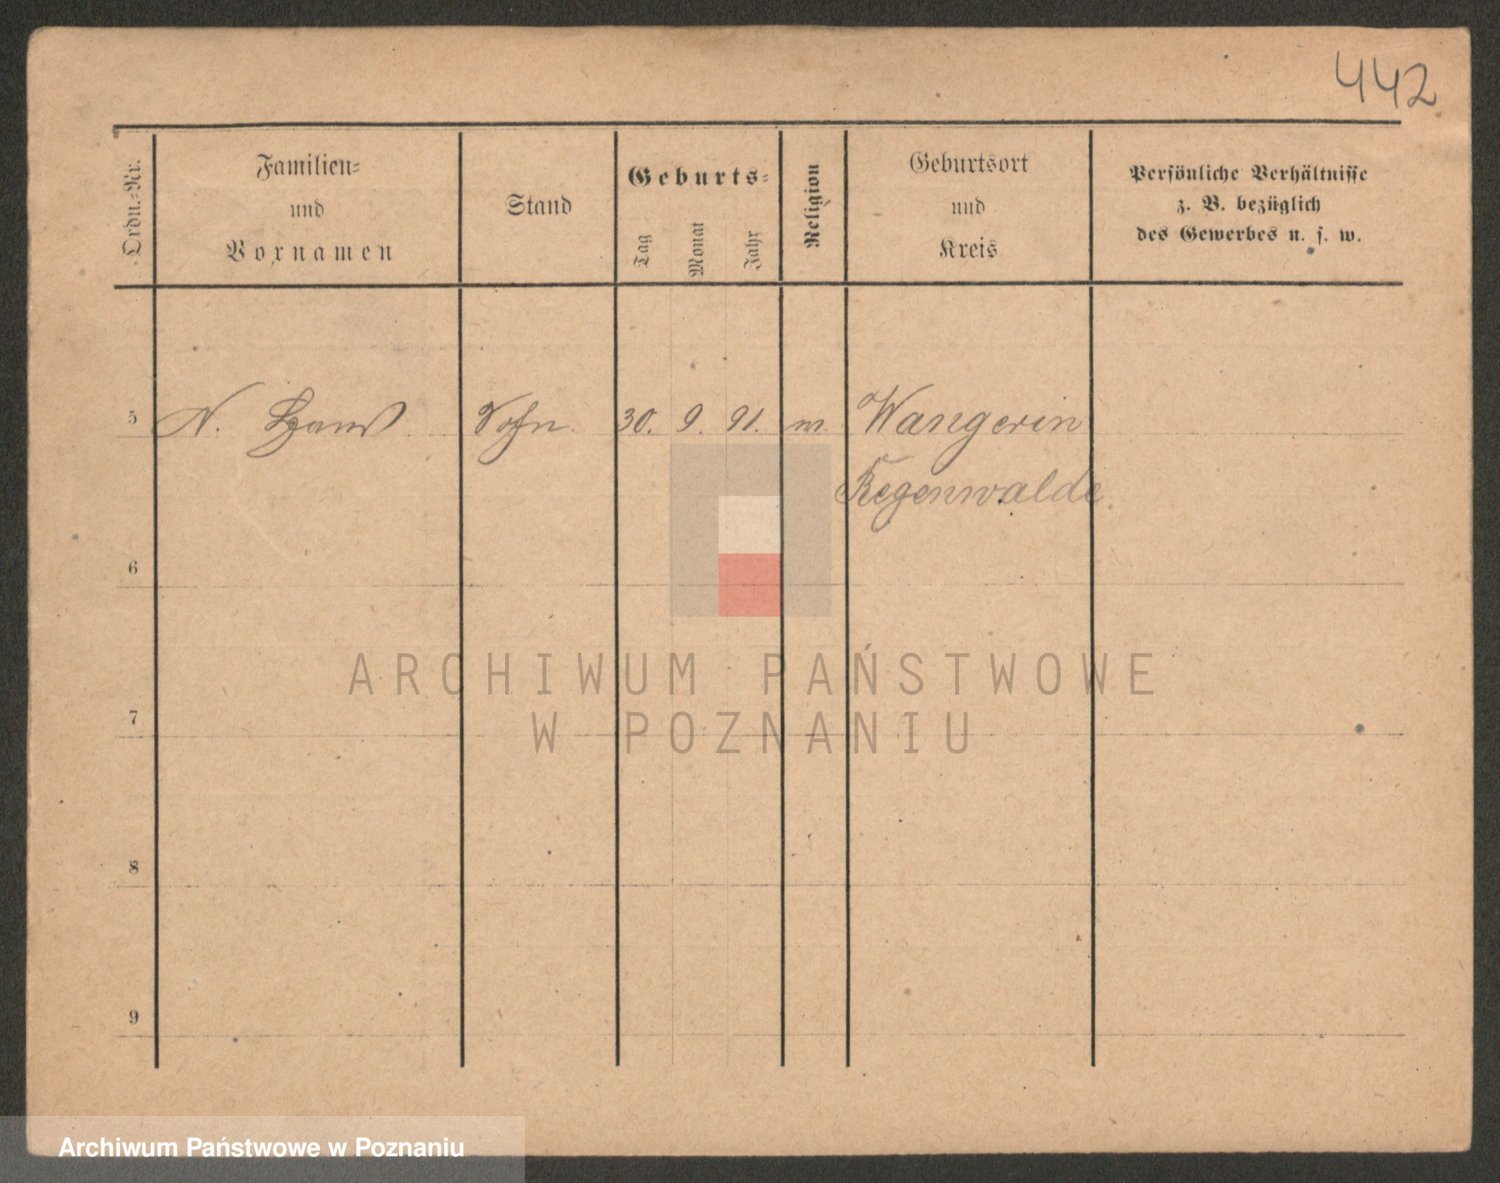 442
Ordn.-Nr.
Familien-
und
Vornamen
Stand
Geburts-
Tag
Monat
Jahr
Religion
Geburtsort
und
Kreis
Persönliche Verhältnisse
z. B. bezüglich
des Gewerbes u. s. w.
5 N. Hans Sohn 30. 9. 91. Wangerin
Regenwalde
6
7
8
9
ARCHIWUM PAŃSTWOWE
W POZNANIU
Archiwum Państwowe w Poznaniu